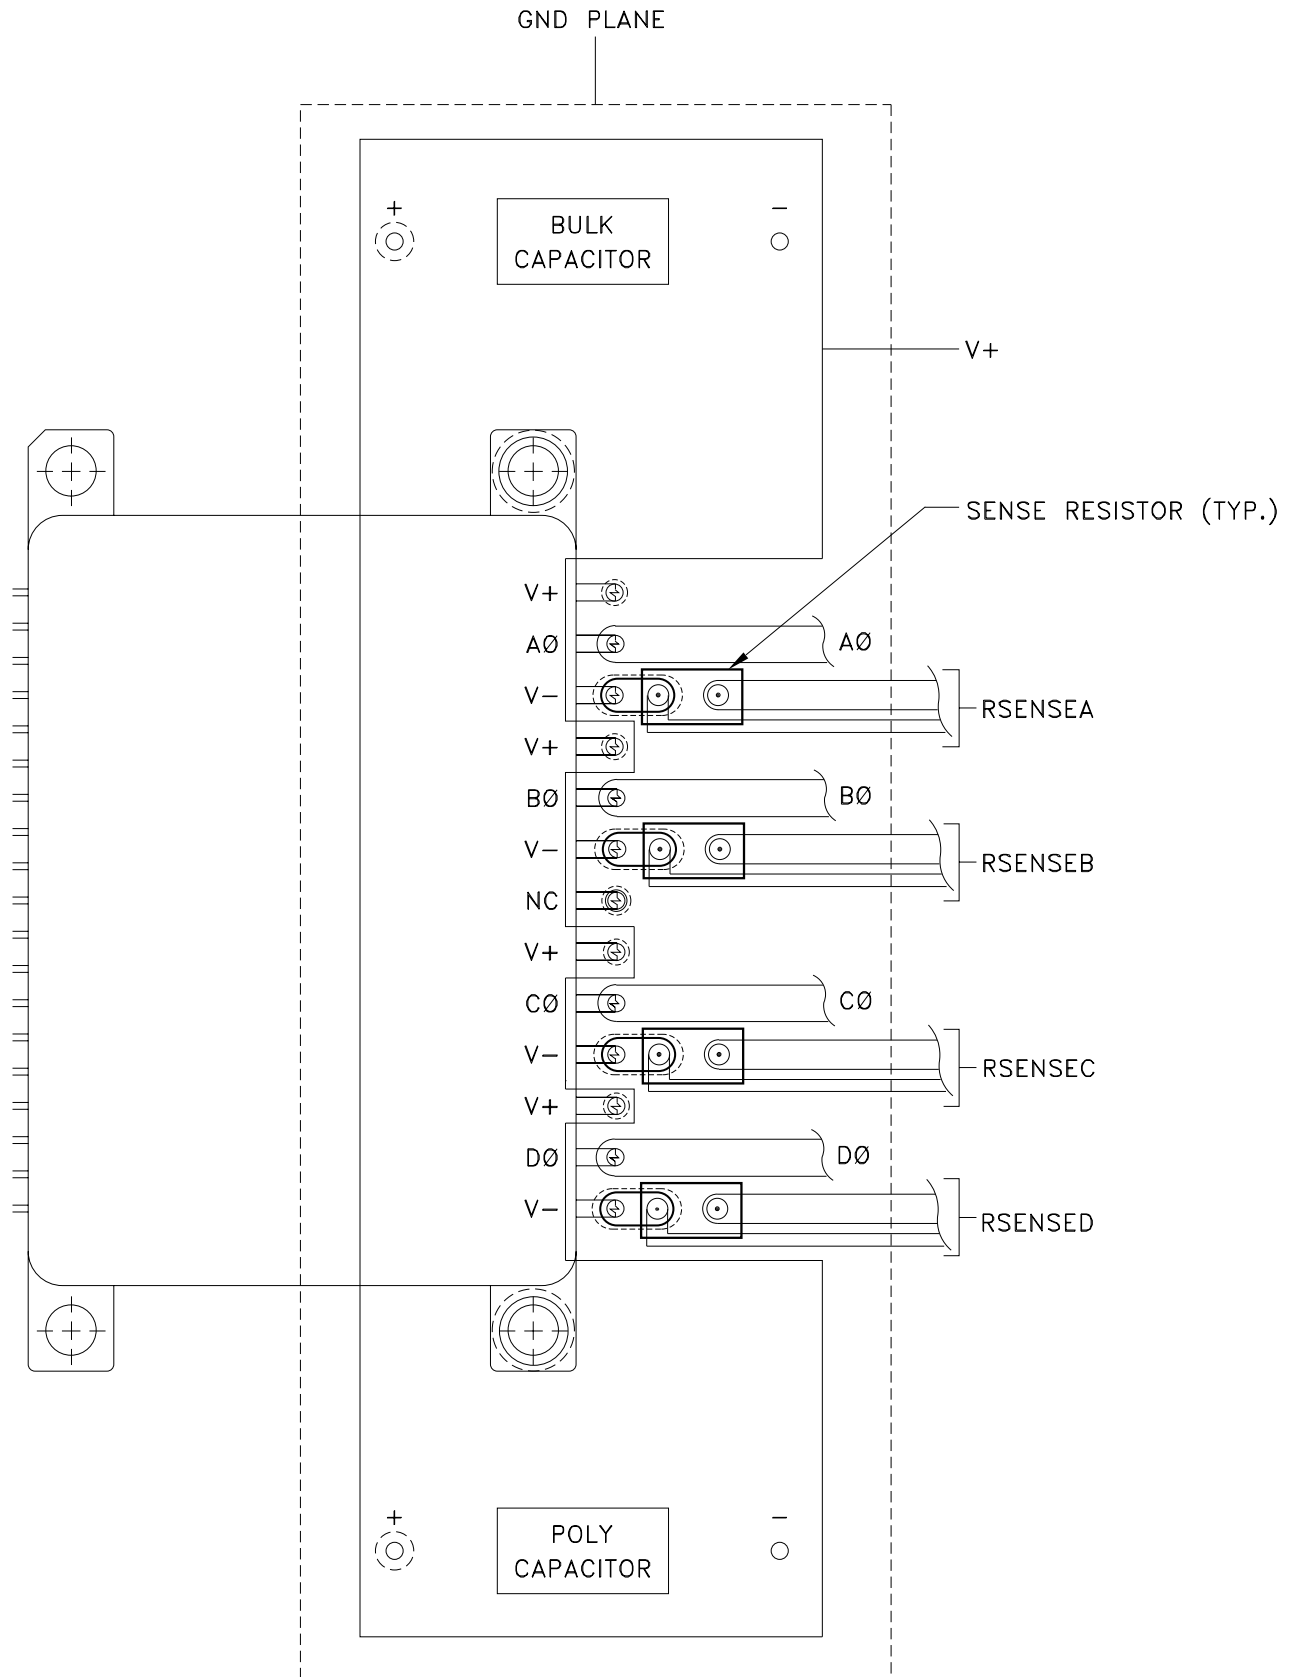 GND PLANE
+
-
BULK
CAPACITOR
V+
SENSE RESISTOR (TYP.)
V+
AØ
AØ
V-
RSENSEA
V+
BØ
BØ
V-
RSENSEB
NC
V+
CØ
CØ
V-
RSENSEC
V+
DØ
DØ
V-
RSENSED
+
-
POLY
CAPACITOR